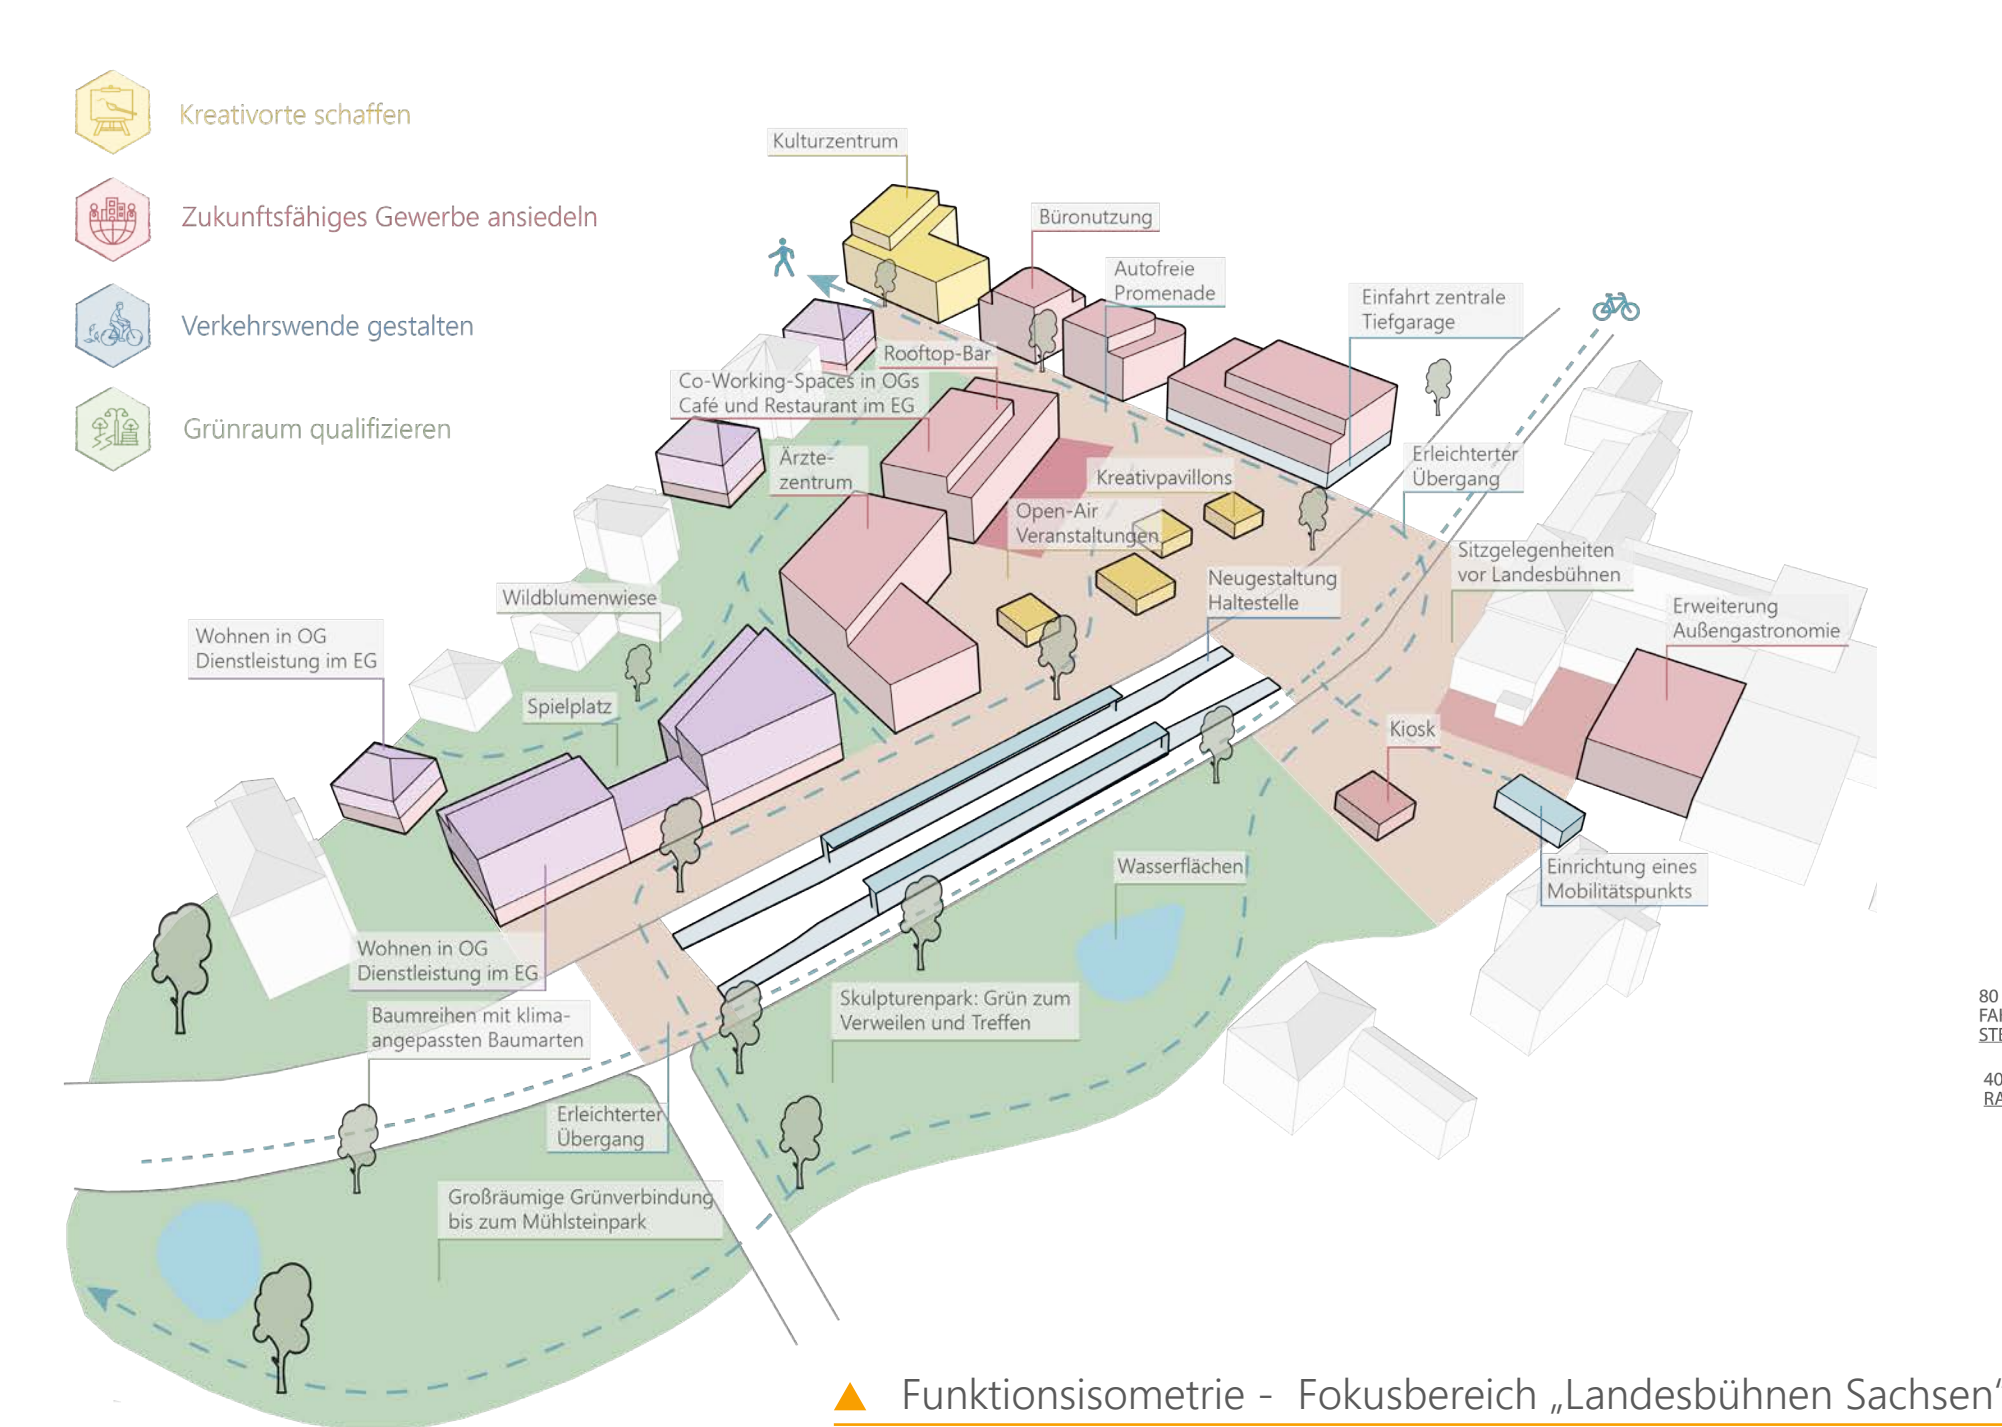 Kreativorte schaffen
Zukunftsfähiges Gewerbe ansiedeln
Verkehrswende gestalten
Grünraum qualifizieren
Kulturzentrum
Büronutzung
Autofreie
Promenade
Einfahrt zentrale
Tiefgarage
Rooftop-Bar
Co-Working-Spaces in OGs
Café und Restaurant im EG
Ärzte-
zentrum
Kreativpavillons
Erleichterter
Übergang
Open-Air
Veranstaltungen
Sitzgelegenheiten
vor Landesbühnen
Neugestaltung
Haltestelle
Erweiterung
Außengastronomie
Wildblumenwiese
Wohnen in OG
Dienstleistung im EG
Spielplatz
Kiosk
Wasserflächen
Einrichtung eines
Mobilitätspunkts
Wohnen in OG
Dienstleistung im EG
Skulpturenpark: Grün zum
Verweilen und Treffen
Baumreihen mit klima-
angepassten Baumarten
Erleichterter
Übergang
Großräumige Grünverbindung
bis zum Mühlsteinpark
80
40
Funktionsisometrie - Fokusbereich „Landesbühnen Sachsen“